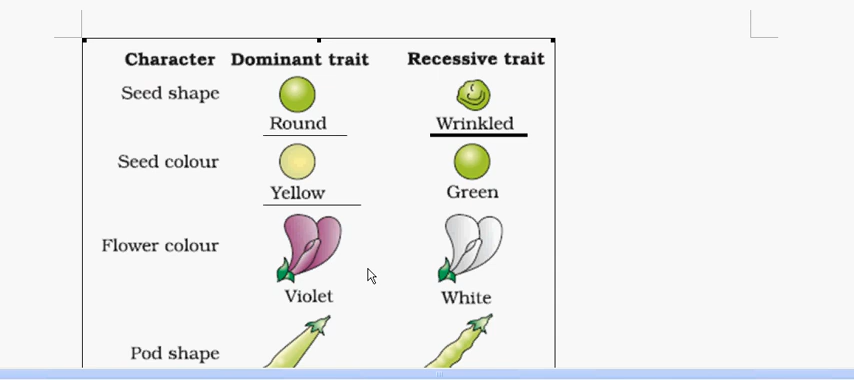 Character Dominant trait Recessive trait
Seed shape
Round Wrinkled
Seed colour
Yellow Green
Flower colour
Violet White
Pod shape